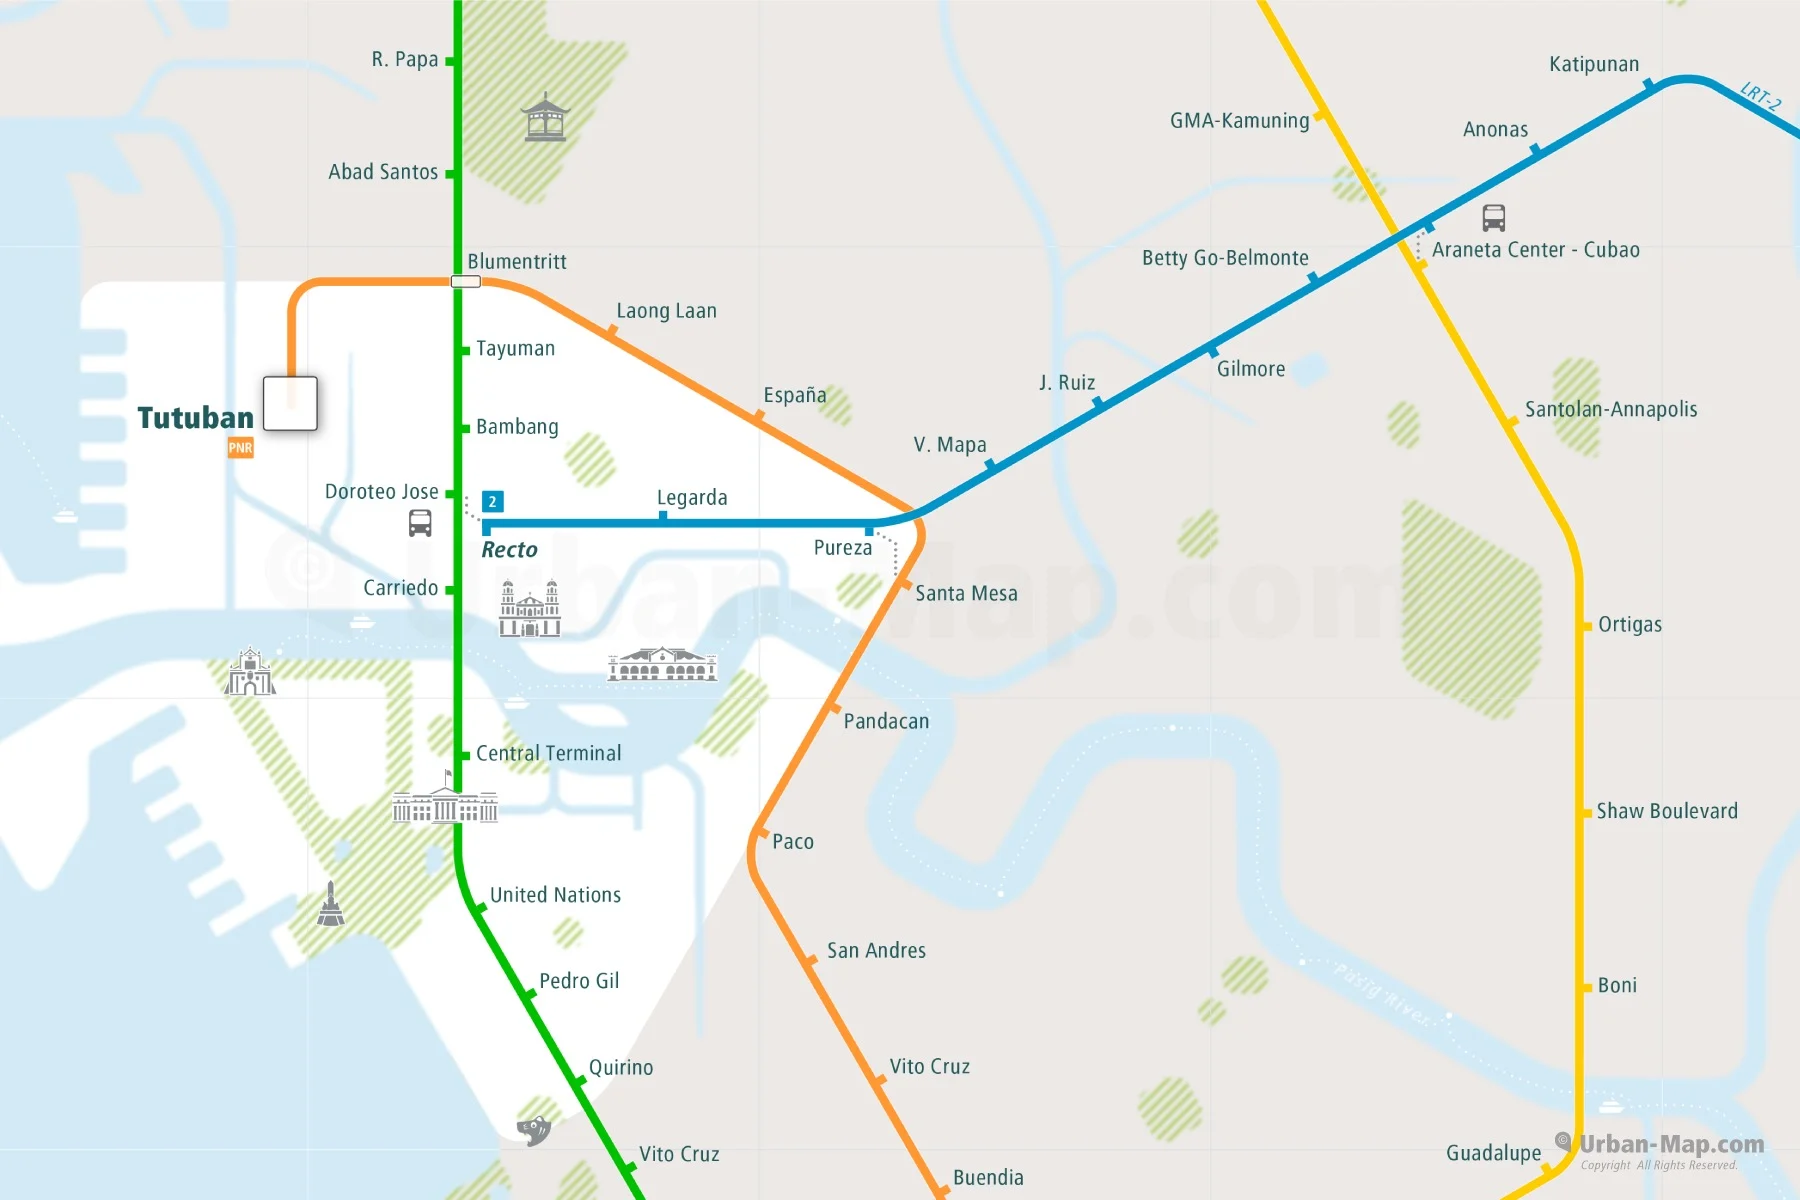 R. Papa
Katipunan
LRT-2
GMA-Kamuning
Anonas
Abad Santos
Blumentritt
Betty Go-Belmonte
Araneta Center - Cubao
Laong Laan
Tayuman
Gilmore
J. Ruiz
España
Santolan-Annapolis
Tutuban
PNR
Bambang
V. Mapa
Doroteo Jose
2
Legarda
Recto
Pureza
Carriedo
Santa Mesa
© Urban-Map.com
Ortigas
Pandacan
Central Terminal
Shaw Boulevard
Paco
United Nations
San Andres
Pedro Gil
Pasig River
Boni
Quirino
Vito Cruz
Vito Cruz
Guadalupe
© Urban-Map.com
Copyright All Rights Reserved.
Buendia